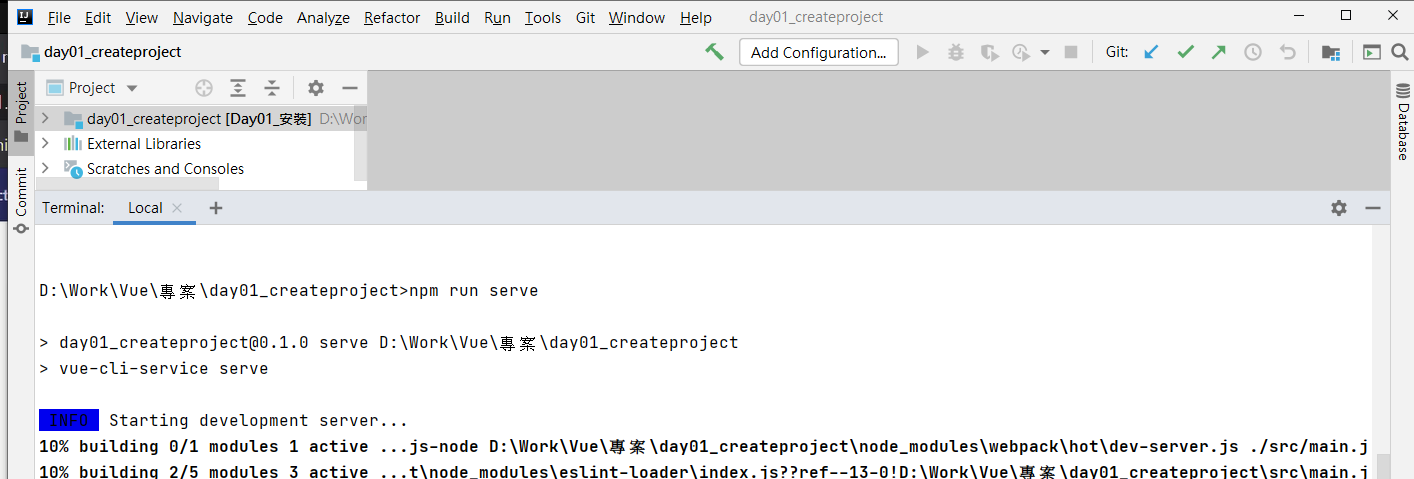 File Edit View Navigate Code Analyze Refactor Build Run Tools Git Window Help day01_createproject
day01_createproject Add Configuration... Git:
Project
Project
day01_createproject [Day01_安裝] D:\Wor
External Libraries
Scratches and Consoles
Commit
Database
Terminal: Local
D:\Work\Vue\專案\day01_createproject>npm run serve
> day01_createproject@0.1.0 serve D:\Work\Vue\專案\day01_createproject
> vue-cli-service serve
INFO Starting development server...
10% building 0/1 modules 1 active ...js-node D:\Work\Vue\專案\day01_createproject\node_modules\webpack\hot\dev-server.js ./src/main.j
10% building 2/5 modules 3 active ...t\node_modules\eslint-loader\index.js??ref--13-0!D:\Work\Vue\專案\day01_createproject\src\main.j